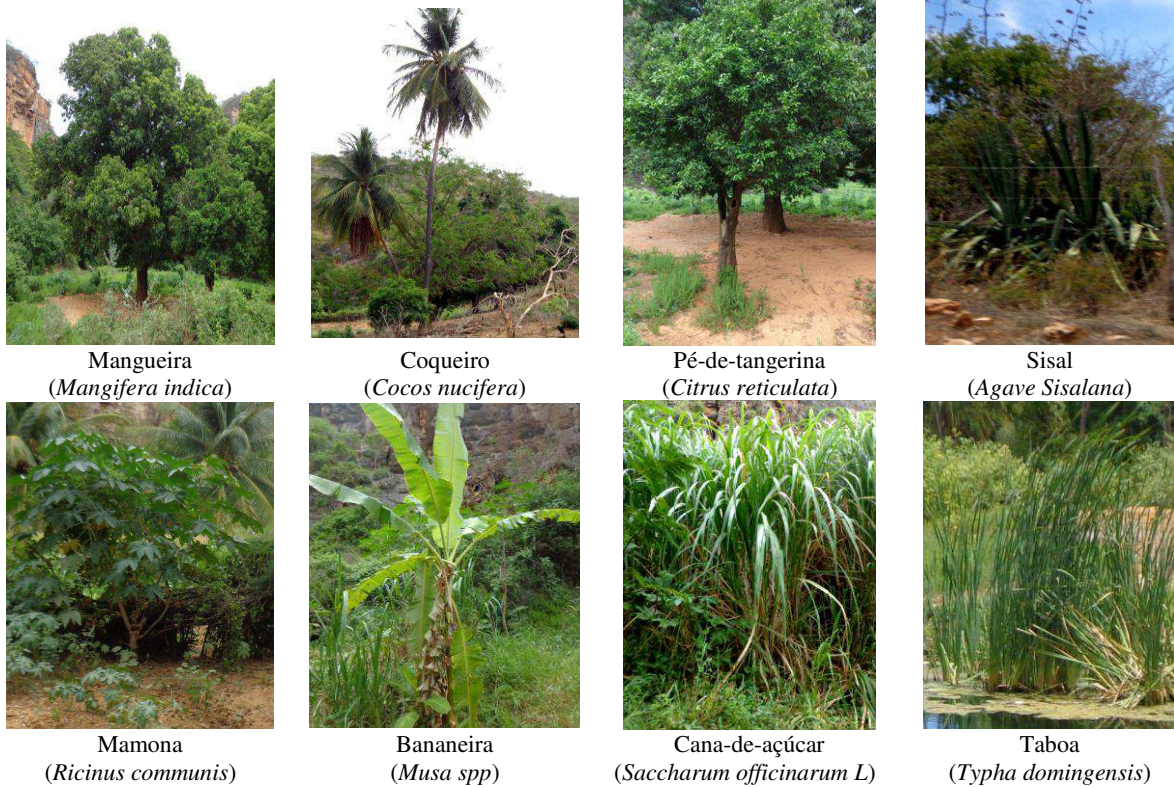 Mangueira
(Mangifera indica)
Coqueiro
(Cocos nucifera)
Pé-de-tangerina
(Citrus reticulata)
Sisal
(Agave Sisalana)
Mamona
(Ricinus communis)
Bananeira
(Musa spp)
Cana-de-açúcar
(Saccharum officinarum L)
Taboa
(Typha domingensis)